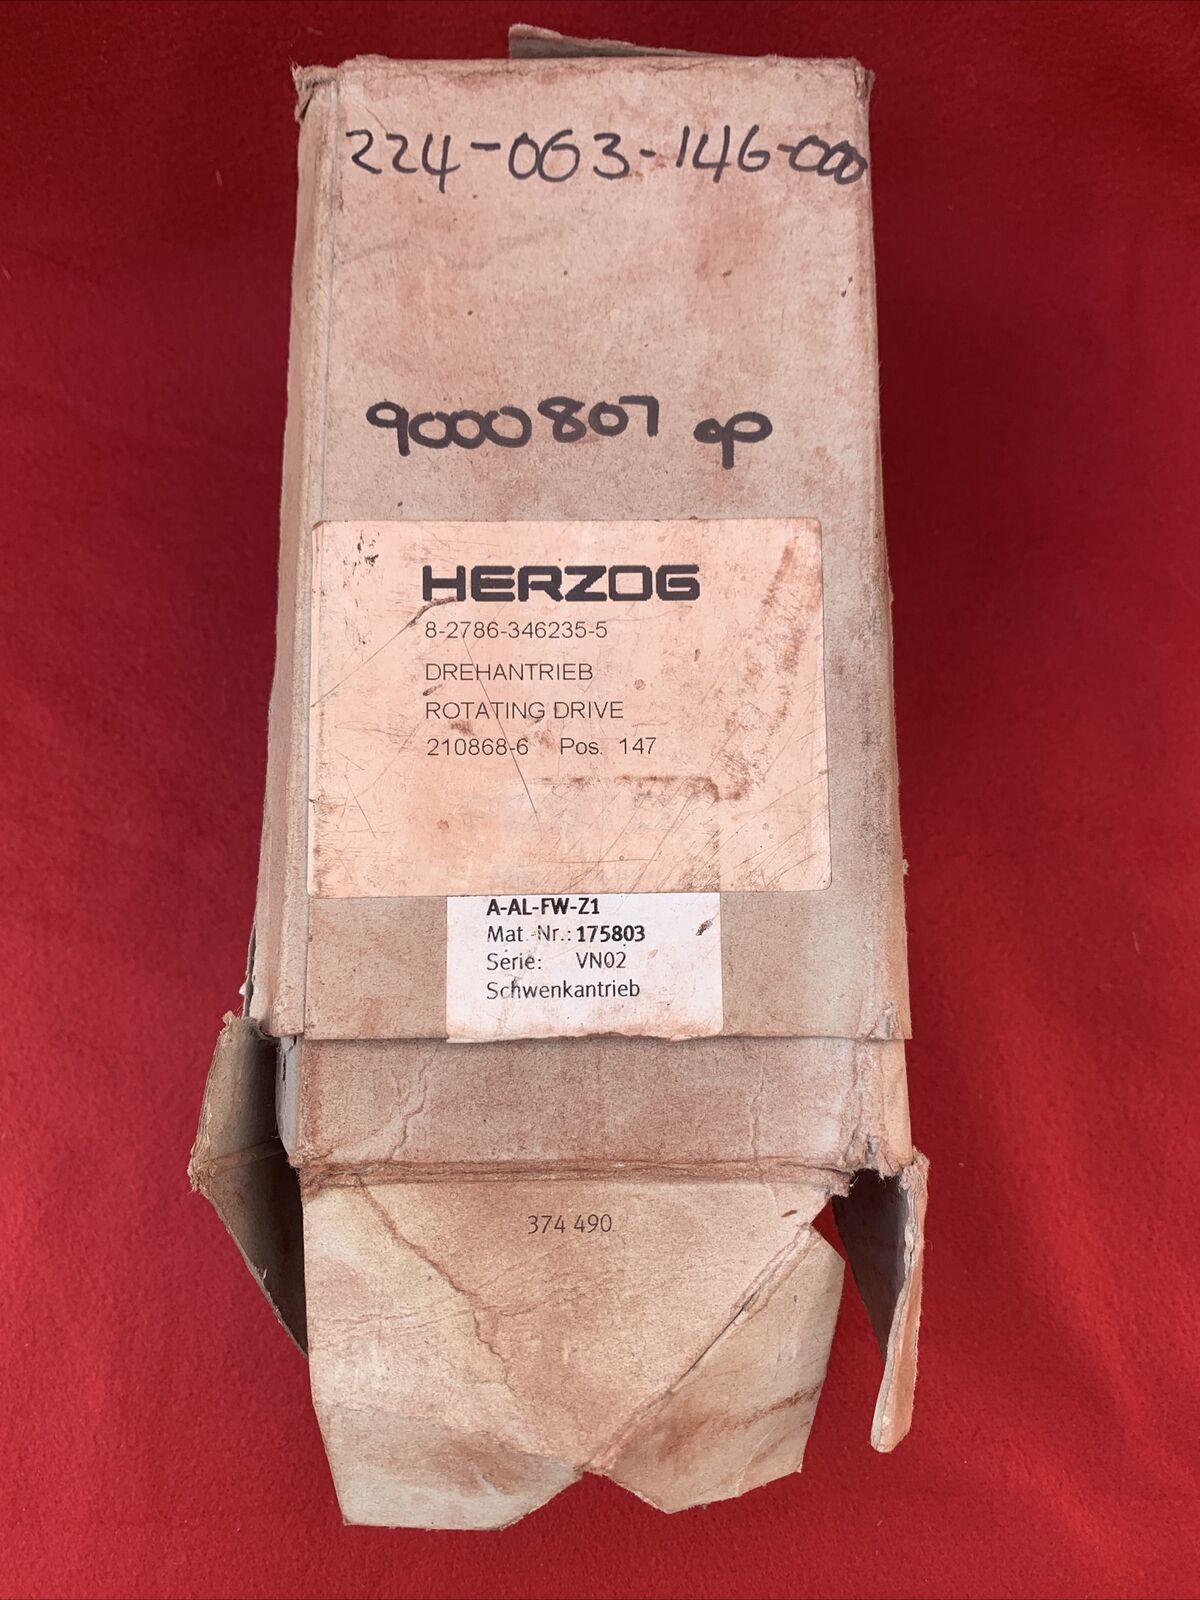 224-063-146-000
9000807 op
HERZOG
8-2786-346235-5
DREHANTRIEB
ROTATING DRIVE
210868-6 Pos. 147
A-AL-FW-Z1
Mat.-Nr.: 175803
Serie: VN02
Schwenkantrieb
374 490